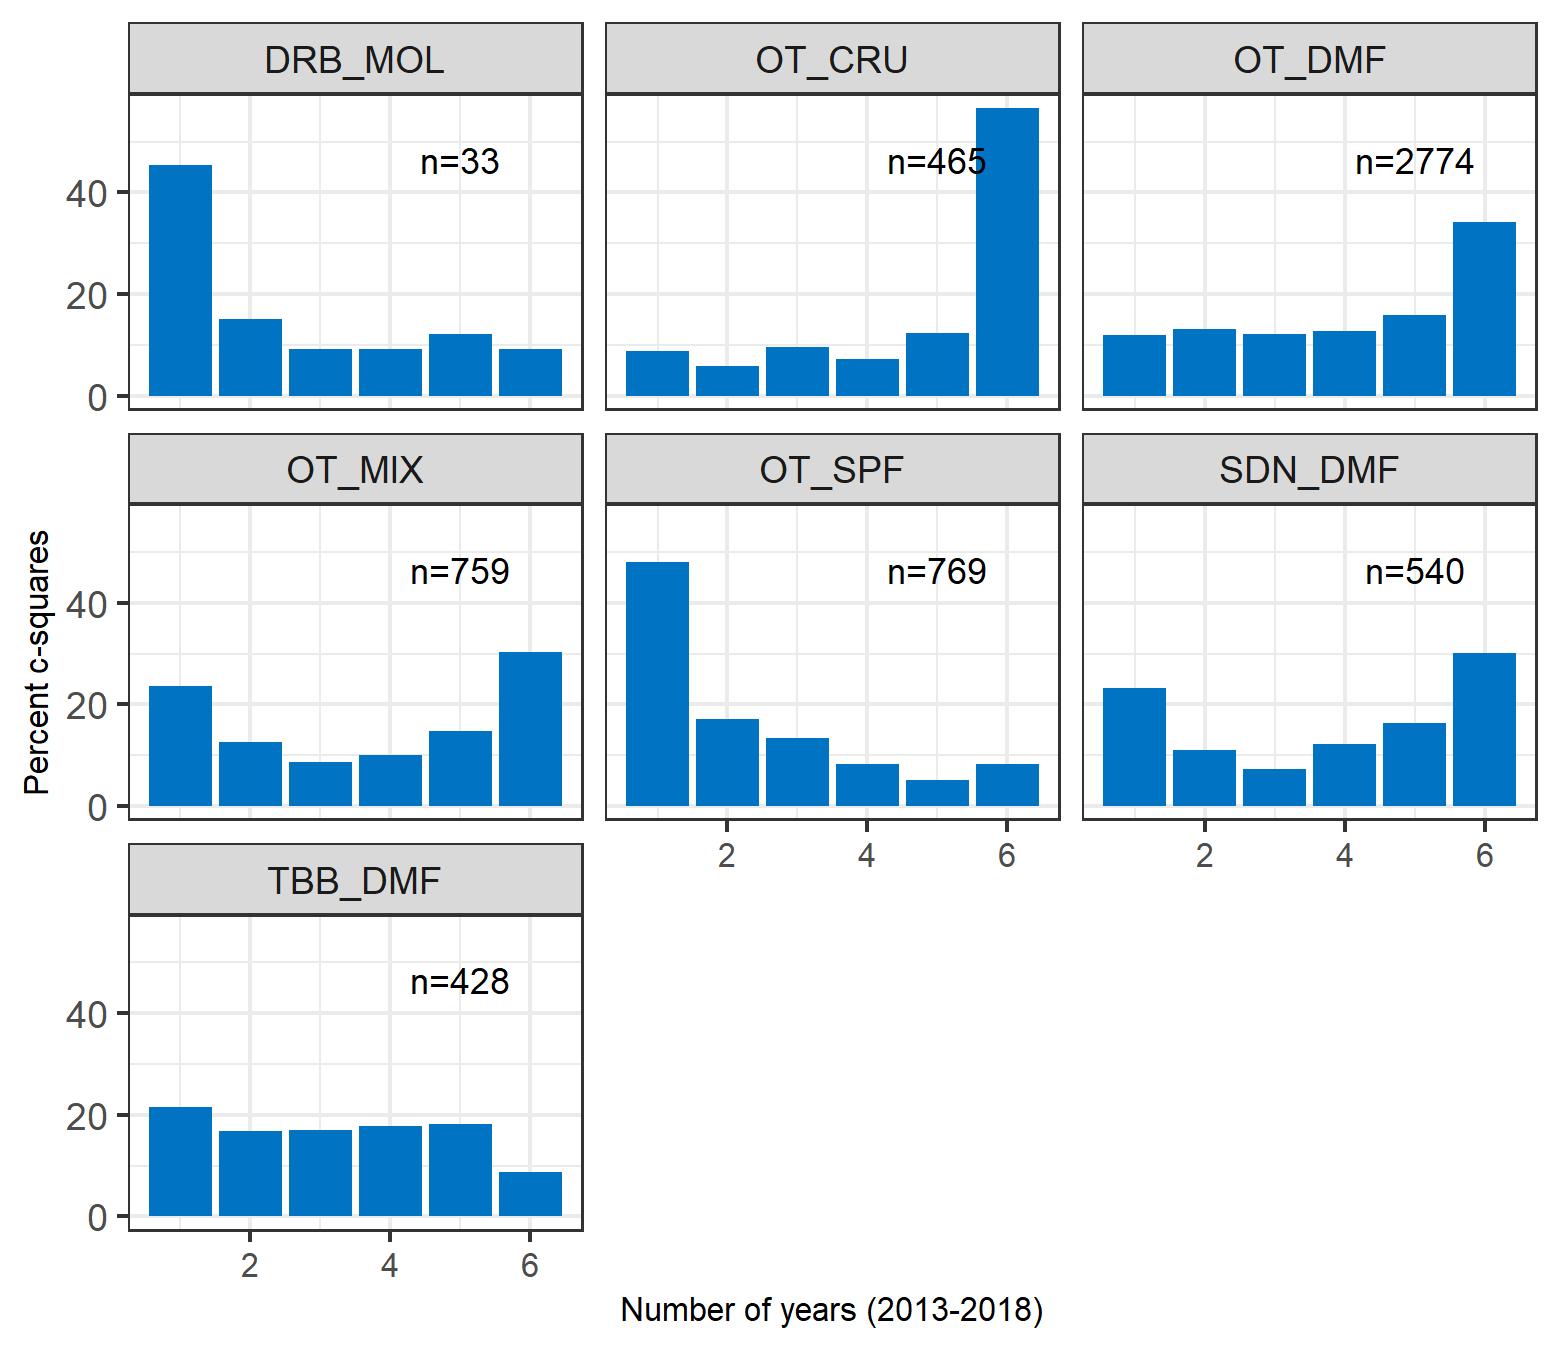 DRB_MOL
OT_CRU
OT_DMF
n=33
n=465
n=2774
40
20
0
OT_MIX
OT_SPF
SDN_DMF
n=759
n=769
n=540
40
20
0
2 4 6
2 4 6
Percent c-squares
TBB_DMF
n=428
40
20
0
2 4 6
Number of years (2013-2018)